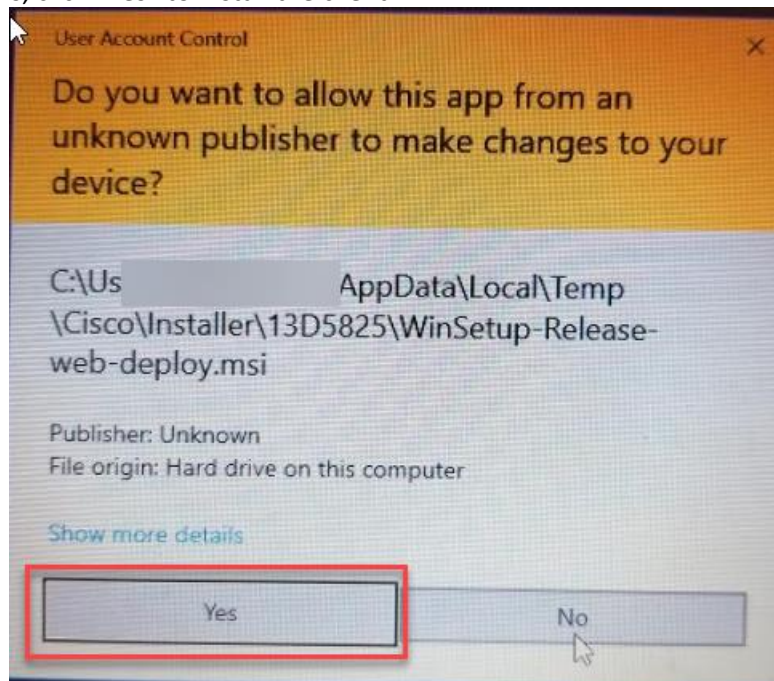 User Account Control
Do you want to allow this app from an
unknown publisher to make changes to your
device?
C:\Us AppData\Local\Temp
\Cisco\Installer\13D5825\WinSetup-Release-
web-deploy.msi
Publisher: Unknown
File origin: Hard drive on this computer
Show more details
Yes No